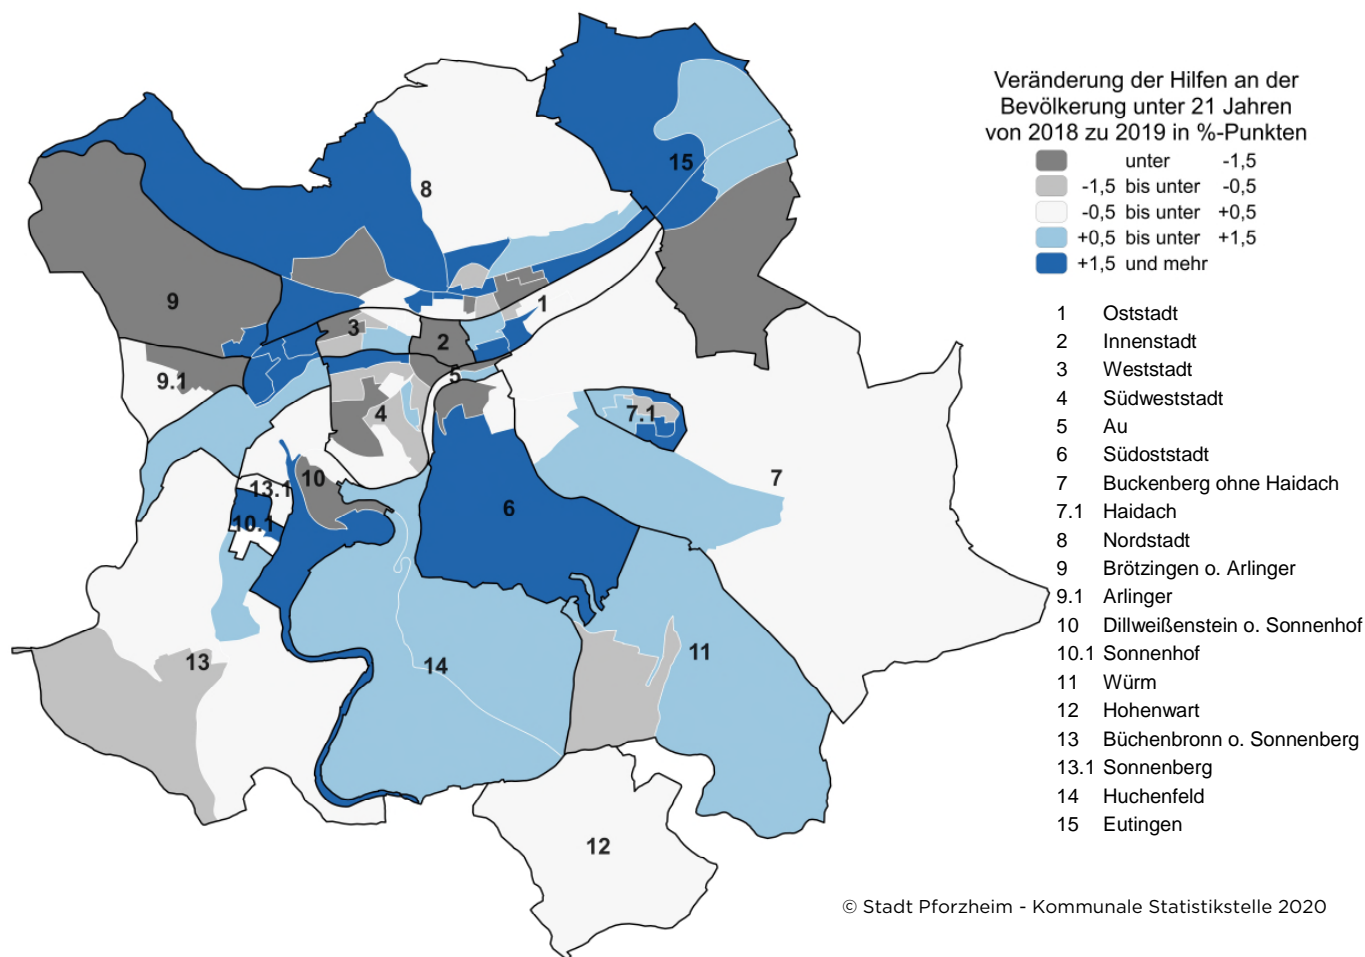 Veränderung der Hilfen an der
Bevölkerung unter 21 Jahren
von 2018 zu 2019 in %-Punkten
unter -1,5
-1,5 bis unter -0,5
-0,5 bis unter +0,5
+0,5 bis unter +1,5
+1,5 und mehr
1 Oststadt
2 Innenstadt
3 Weststadt
4 Südweststadt
5 Au
6 Südoststadt
7 Buckenberg ohne Haidach
7.1 Haidach
8 Nordstadt
9 Brötzingen o. Arlinger
9.1 Arlinger
10 Dillweißenstein o. Sonnenhof
10.1 Sonnenhof
11 Würm
12 Hohenwart
13 Büchenbronn o. Sonnenberg
13.1 Sonnenberg
14 Huchenfeld
15 Eutingen
15
8
9
1
3
2
9.1
5
4
7.1
10
7
13.1
6
10.1
13
14
11
12
© Stadt Pforzheim - Kommunale Statistikstelle 2020